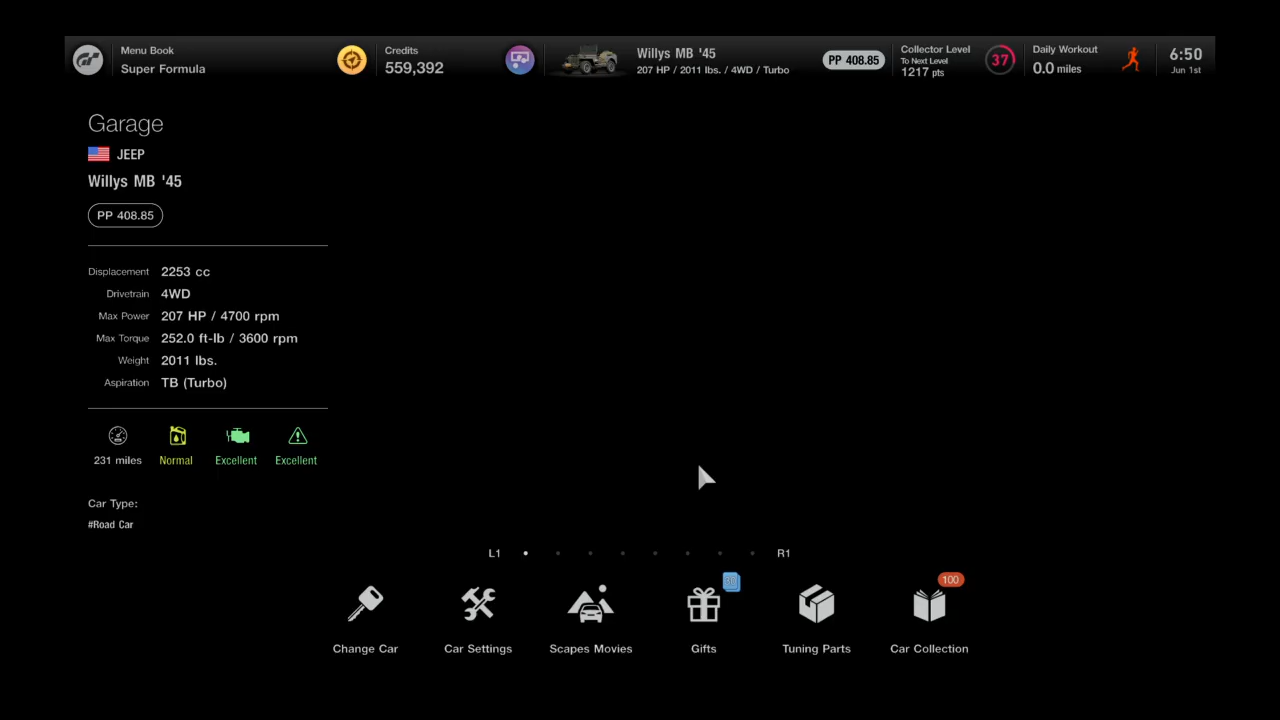 Menu Book
Super Formula
Credits
559,392
Willys MB '45
207 HP / 2011 lbs. / 4WD / Turbo
PP 408.85
Collector Level
To Next Level
1217 pts
37
Daily Workout
0.0 miles
6:50
Jun 1st
Garage
JEEP
Willys MB '45
PP 408.85
Displacement 2253 cc
Drivetrain 4WD
Max Power 207 HP / 4700 rpm
Max Torque 252.0 ft-lb / 3600 rpm
Weight 2011 lbs.
Aspiration TB (Turbo)
231 miles Normal Excellent Excellent
Car Type:
#Road Car
L1 R1
100
Change Car Car Settings Scapes Movies Gifts Tuning Parts Car Collection